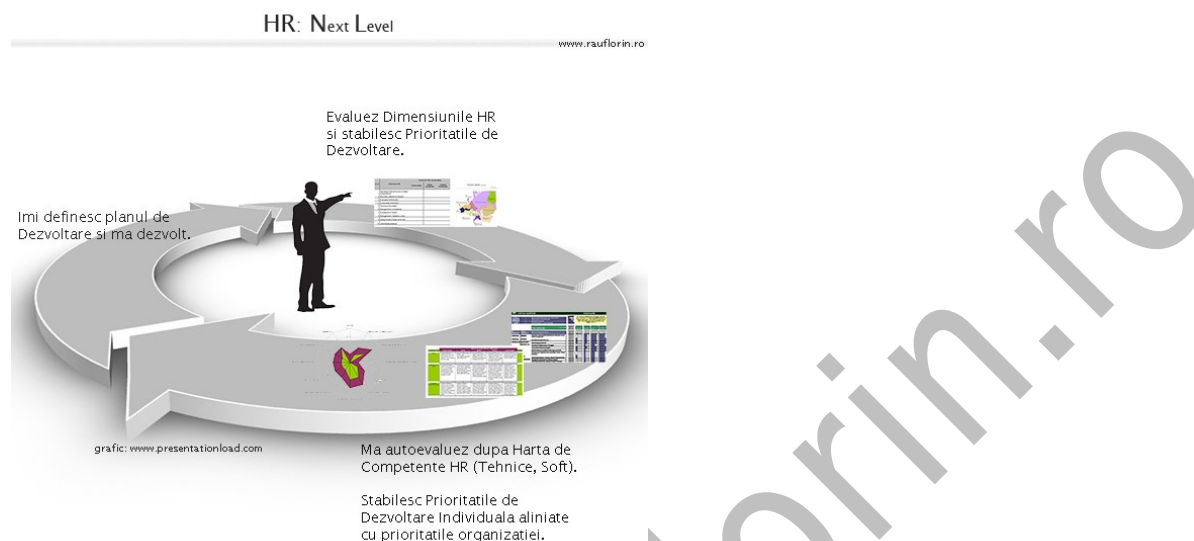 HR: Next Level
www.rauflorin.ro
Evaluez Dimensiunile HR
si stabilesc Prioritatile de
Dezvoltare.
Imi definesc planul de
Dezvoltare si ma dezvolt.
grafic: www.presentationload.com
Ma autoevaluez dupa Harta de
Competente HR (Tehnice, Soft).
Stabilesc Prioritatile de
Dezvoltare Individuala aliniate
cu prioritatile organizatiei.
orin.ro